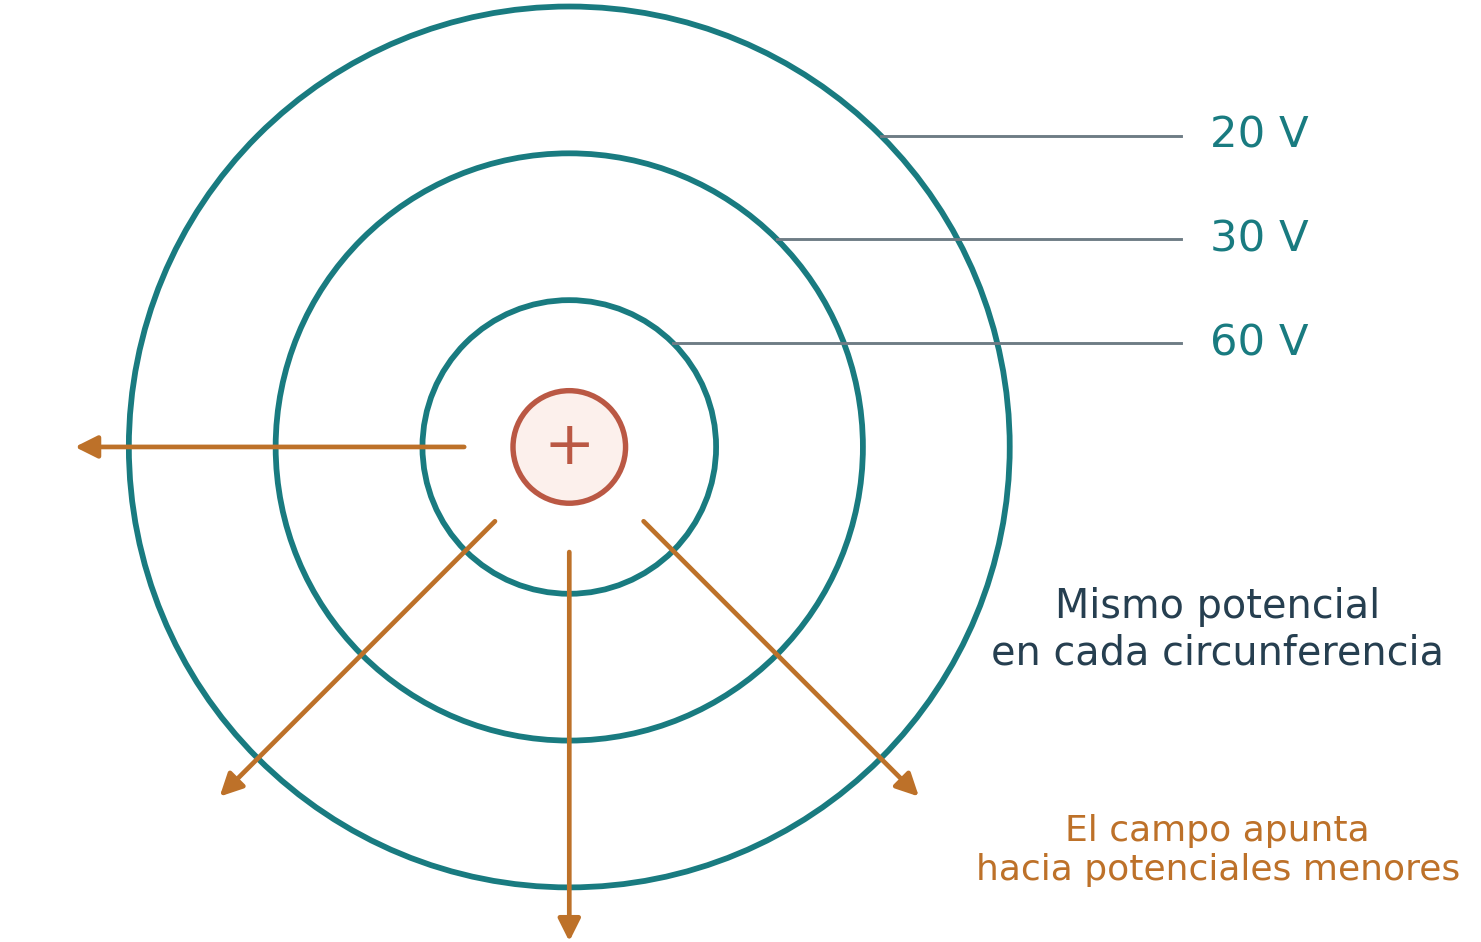 20 V
30 V
60 V
+
Mismo potencial
en cada circunferencia
El campo apunta
hacia potenciales menores